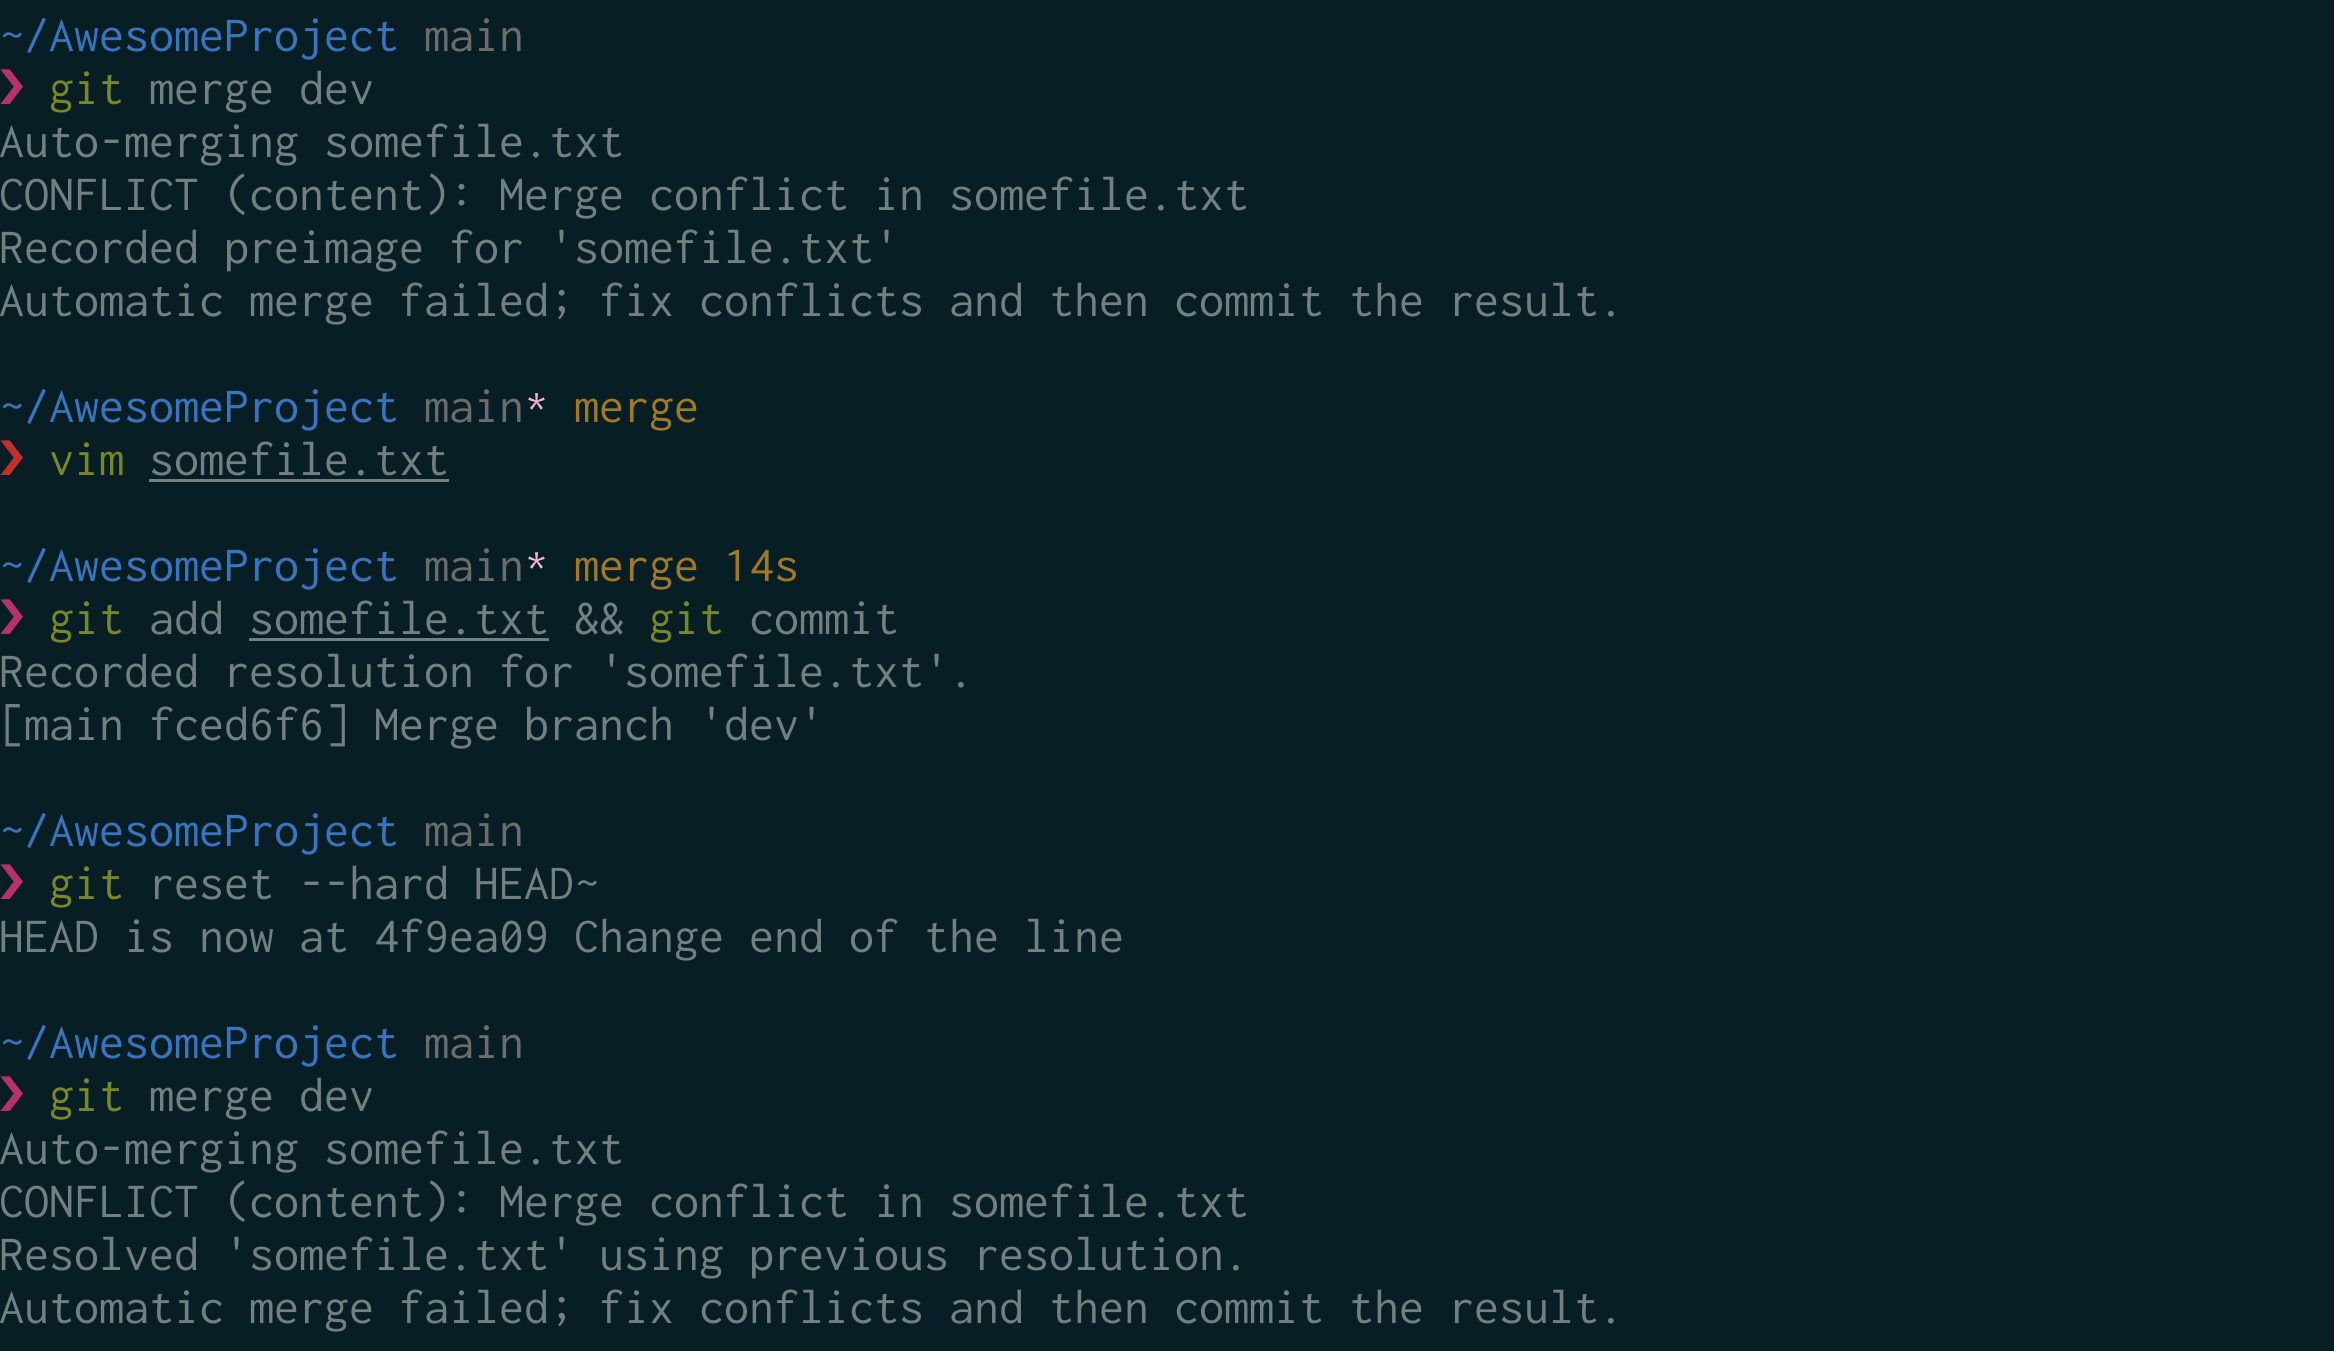 ~/AwesomeProject main
❯ git merge dev
Auto-merging somefile.txt
CONFLICT (content): Merge conflict in somefile.txt
Recorded preimage for 'somefile.txt'
Automatic merge failed; fix conflicts and then commit the result.
~/AwesomeProject main* merge
❯ vim somefile.txt
~/AwesomeProject main* merge 14s
❯ git add somefile.txt && git commit
Recorded resolution for 'somefile.txt'.
[main fced6f6] Merge branch 'dev'
~/AwesomeProject main
❯ git reset --hard HEAD~
HEAD is now at 4f9ea09 Change end of the line
~/AwesomeProject main
❯ git merge dev
Auto-merging somefile.txt
CONFLICT (content): Merge conflict in somefile.txt
Resolved 'somefile.txt' using previous resolution.
Automatic merge failed; fix conflicts and then commit the result.